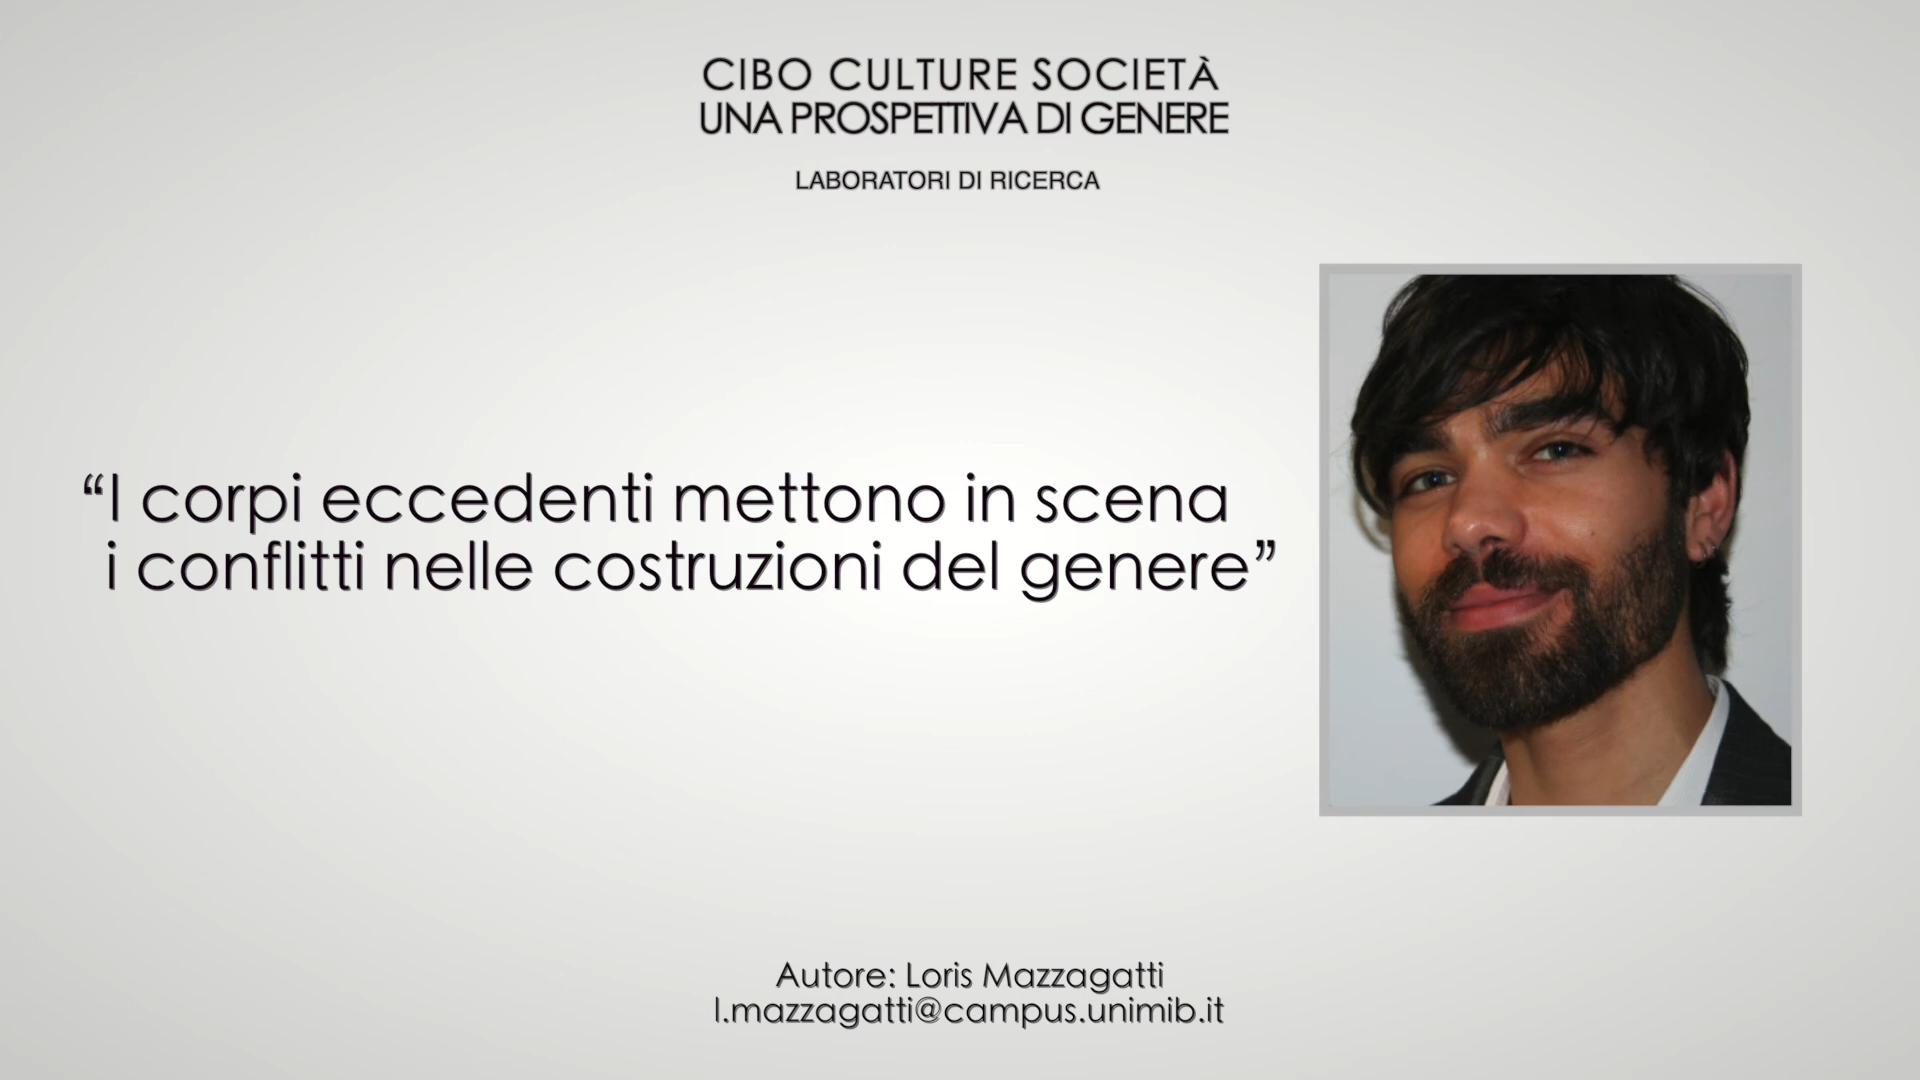 CIBO CULTURE SOCIETÀ
UNA PROSPETTIVA DI GENERE
LABORATORI DI RICERCA
“I corpi eccedenti mettono in scena
i conflitti nelle costruzioni del genere”
Autore: Loris Mazzagatti
l.mazzagatti@campus.unimib.it